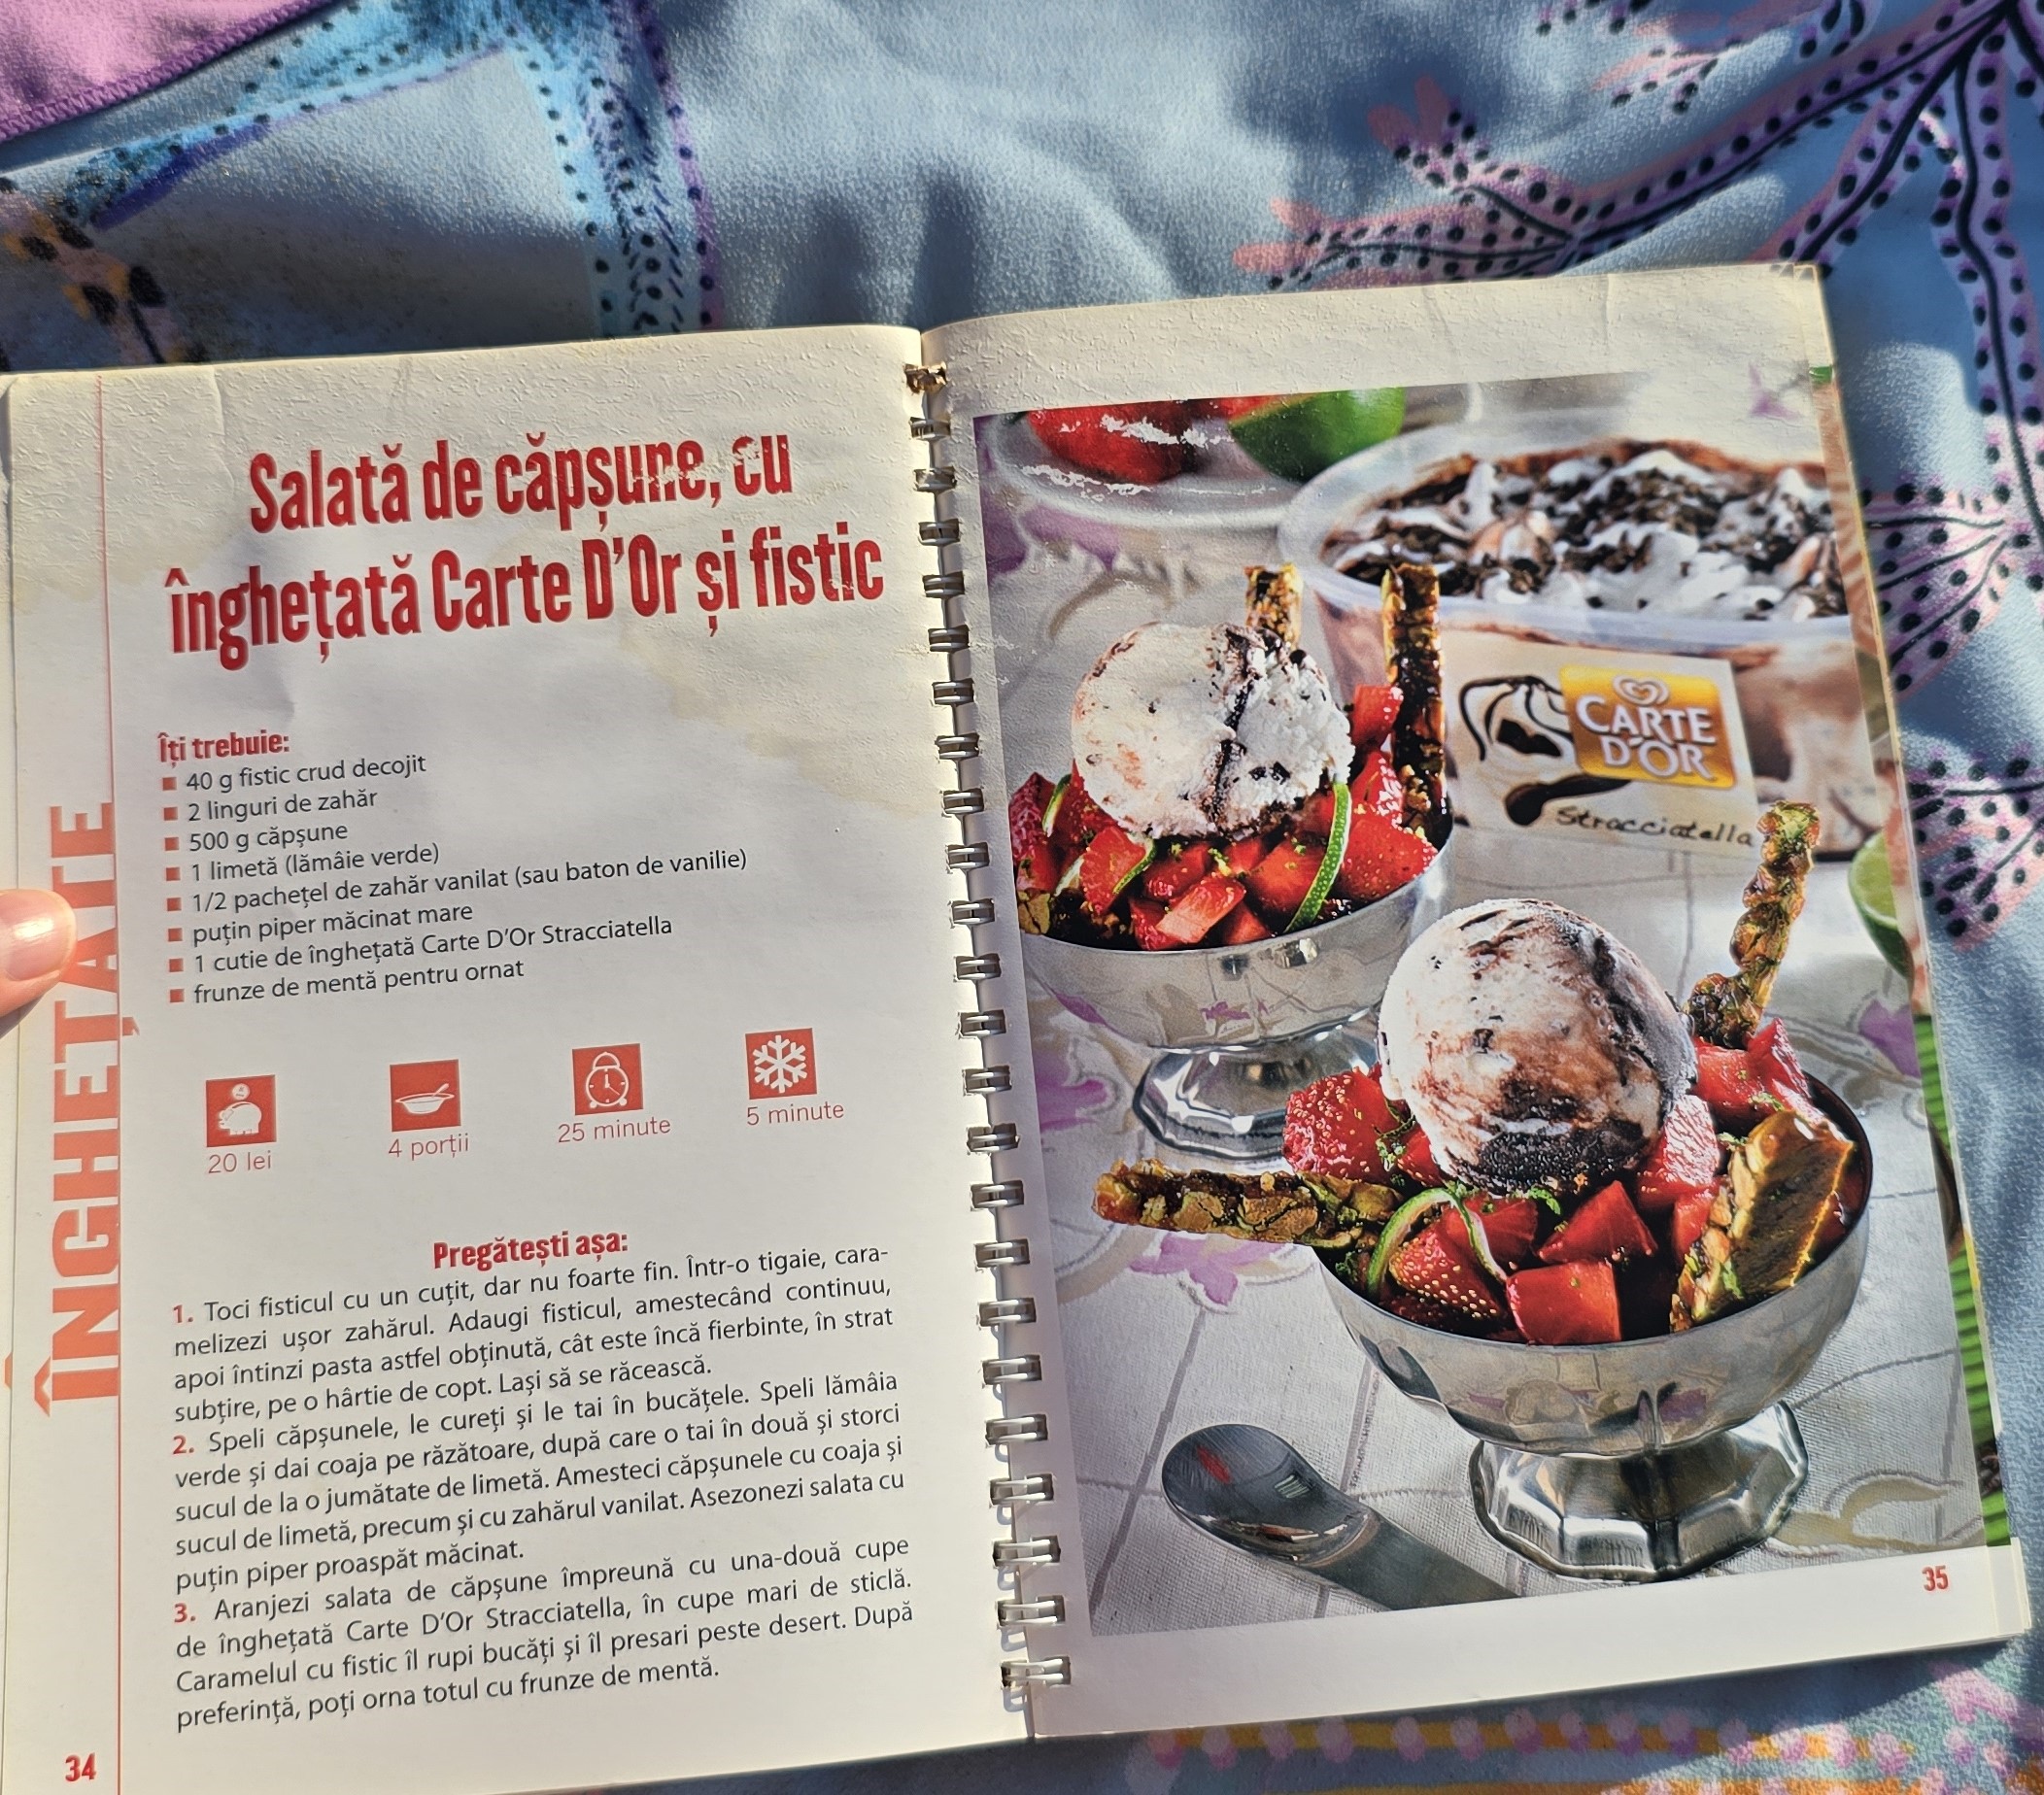 Salată de căpșune, cu
înghețată Carte D'Or și fistic
Îți trebuie:
40 g fistic crud decojit
2 linguri de zahăr
500 g căpșune
1 limetă (lămâie verde)
1/2 pachețel de zahăr vanilat (sau baton de vanilie)
puțin piper măcinat mare
1 cutie de înghețată Carte D'Or Stracciatella
frunze de mentă pentru ornat
20 lei
4 porții
25 minute
5 minute
Pregătești așa:
1. Toci fisticul cu un cuțit, dar nu foarte fin. Într-o tigaie, cara-
melizezi ușor zahărul. Adaugi fisticul, amestecând continuu,
apoi întinzi pasta astfel obținută, cât este încă fierbinte, în strat
subțire, pe o hârtie de copt. Lași să se răcească.
2. Speli căpșunele, le cureți și le tai în bucățele. Speli lămâia
verde și dai coaja pe răzătoare, după care o tai în două și storci
sucul de la o jumătate de limetă. Amesteci căpșunele cu coaja și
sucul de limetă, precum și cu zahărul vanilat. Asezonezi salata cu
puțin piper proaspăt măcinat.
3. Aranjezi salata de căpșune împreună cu una-două cupe
de înghețată Carte D'Or Stracciatella, în cupe mari de sticlă.
Caramelul cu fistic îl rupi bucăți și îl presari peste desert. După
preferință, poți orna totul cu frunze de mentă.
ÎNGHEȚATE
34
CARTE
D'OR
Stracciatella
35